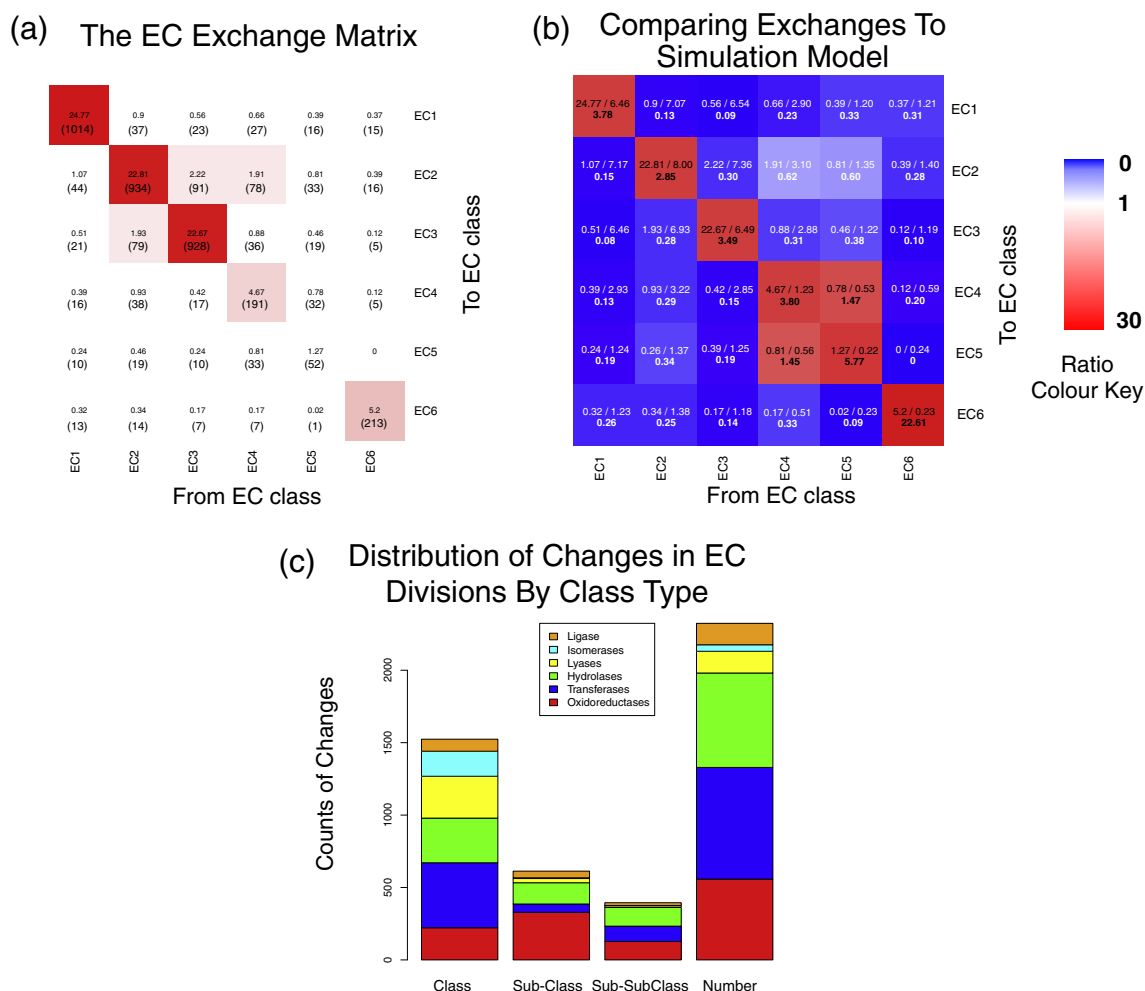 (a)
The EC Exchange Matrix
24.77 0.9 0.56 0.66 0.39 0.37 EC1
(1014) (37) (23) (27) (16) (15)
1.07 22.81 2.22 1.91 0.81 0.39 EC2
(44) (934) (91) (78) (33) (16)
0.51 1.93 22.67 0.88 0.46 0.12 EC3
(21) (79) (928) (36) (19) (5)
0.39 0.93 0.42 4.67 0.78 0.12 EC4
(16) (38) (17) (191) (32) (5)
0.24 0.46 0.24 0.81 1.27 0 EC5
(10) (19) (10) (33) (52)
0.32 0.34 0.17 0.17 0.02 5.2 EC6
(13) (14) (7) (7) (1) (213)
EC1 EC2 EC3 EC4 EC5 EC6
From EC class
To EC class
(b)
Comparing Exchanges To
Simulation Model
24.77 / 6.46 0.9 / 7.07 0.56 / 6.54 0.66 / 2.90 0.39 / 1.20 0.37 / 1.21 EC1
3.78 0.13 0.09 0.23 0.33 0.31
1.07 / 7.17 22.81 / 8.00 2.22 / 7.36 1.91 / 3.10 0.81 / 1.35 0.39 / 1.40 EC2
0.15 2.85 0.30 0.62 0.60 0.28
0.51 / 6.46 1.93 / 6.93 22.67 / 6.49 0.88 / 2.88 0.46 / 1.22 0.12 / 1.19 EC3
0.08 0.28 3.49 0.31 0.38 0.10
0.39 / 2.93 0.93 / 3.22 0.42 / 2.85 4.67 / 1.23 0.78 / 0.53 0.12 / 0.59 EC4
0.13 0.29 0.15 3.80 1.47 0.20
0.24 / 1.24 0.26 / 1.37 0.39 / 1.25 0.81 / 0.56 1.27 / 0.22 0 / 0.24 EC5
0.19 0.34 0.19 1.45 5.77 0
0.32 / 1.23 0.34 / 1.38 0.17 / 1.18 0.17 / 0.51 0.02 / 0.23 5.2 / 0.23 EC6
0.26 0.25 0.14 0.33 0.09 22.61
EC1 EC2 EC3 EC4 EC5 EC6
From EC class
To EC class
0
1
30
Ratio
Colour Key
(c)
Distribution of Changes in EC
Divisions By Class Type
Ligase
Isomerases
Lyases
Hydrolases
Transferases
Oxidoreductases
Counts of Changes
2000
1500
1000
500
0
Class Sub-Class Sub-SubClass Number